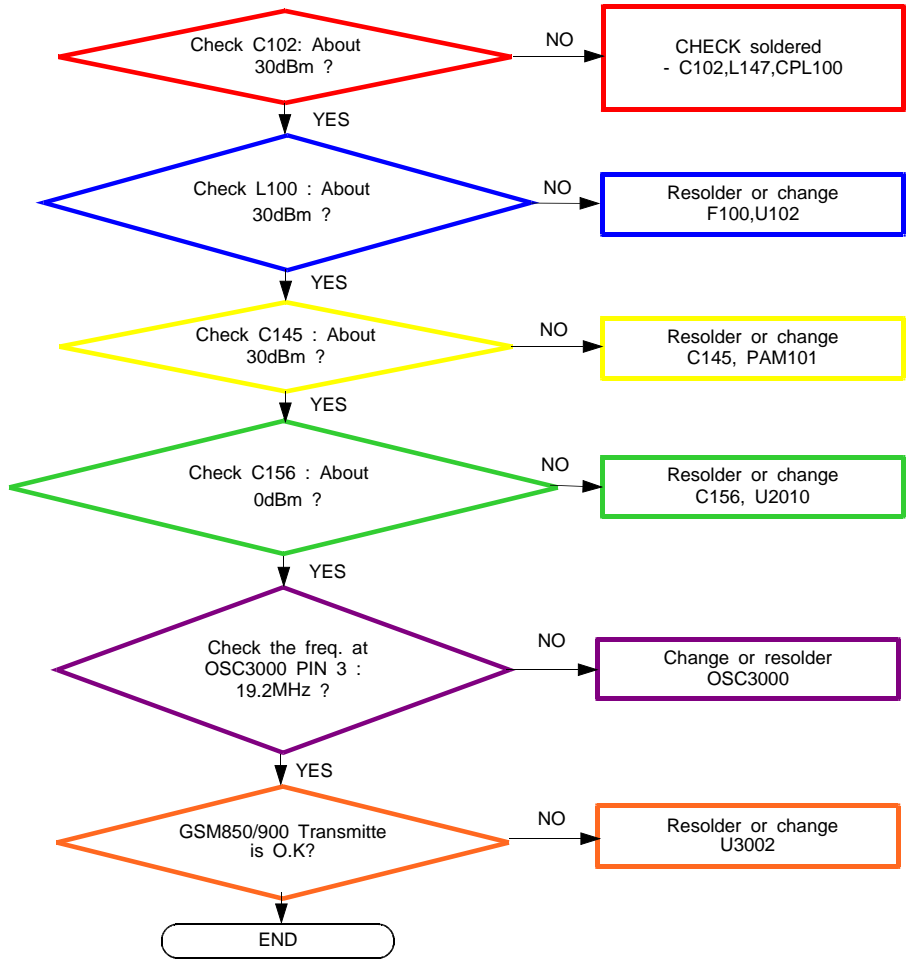 Check C102: About
30dBm ?
NO
CHECK soldered
- C102,L147,CPL100
YES
Check L100 : About
30dBm ?
NO
Resolder or change
F100,U102
YES
Check C145 : About
30dBm ?
NO
Resolder or change
C145, PAM101
YES
Check C156 : About
0dBm ?
NO
Resolder or change
C156, U2010
YES
Check the freq. at
OSC3000 PIN 3 :
19.2MHz ?
NO
Change or resolder
OSC3000
YES
GSM850/900 Transmitte
is O.K?
NO
Resolder or change
U3002
END